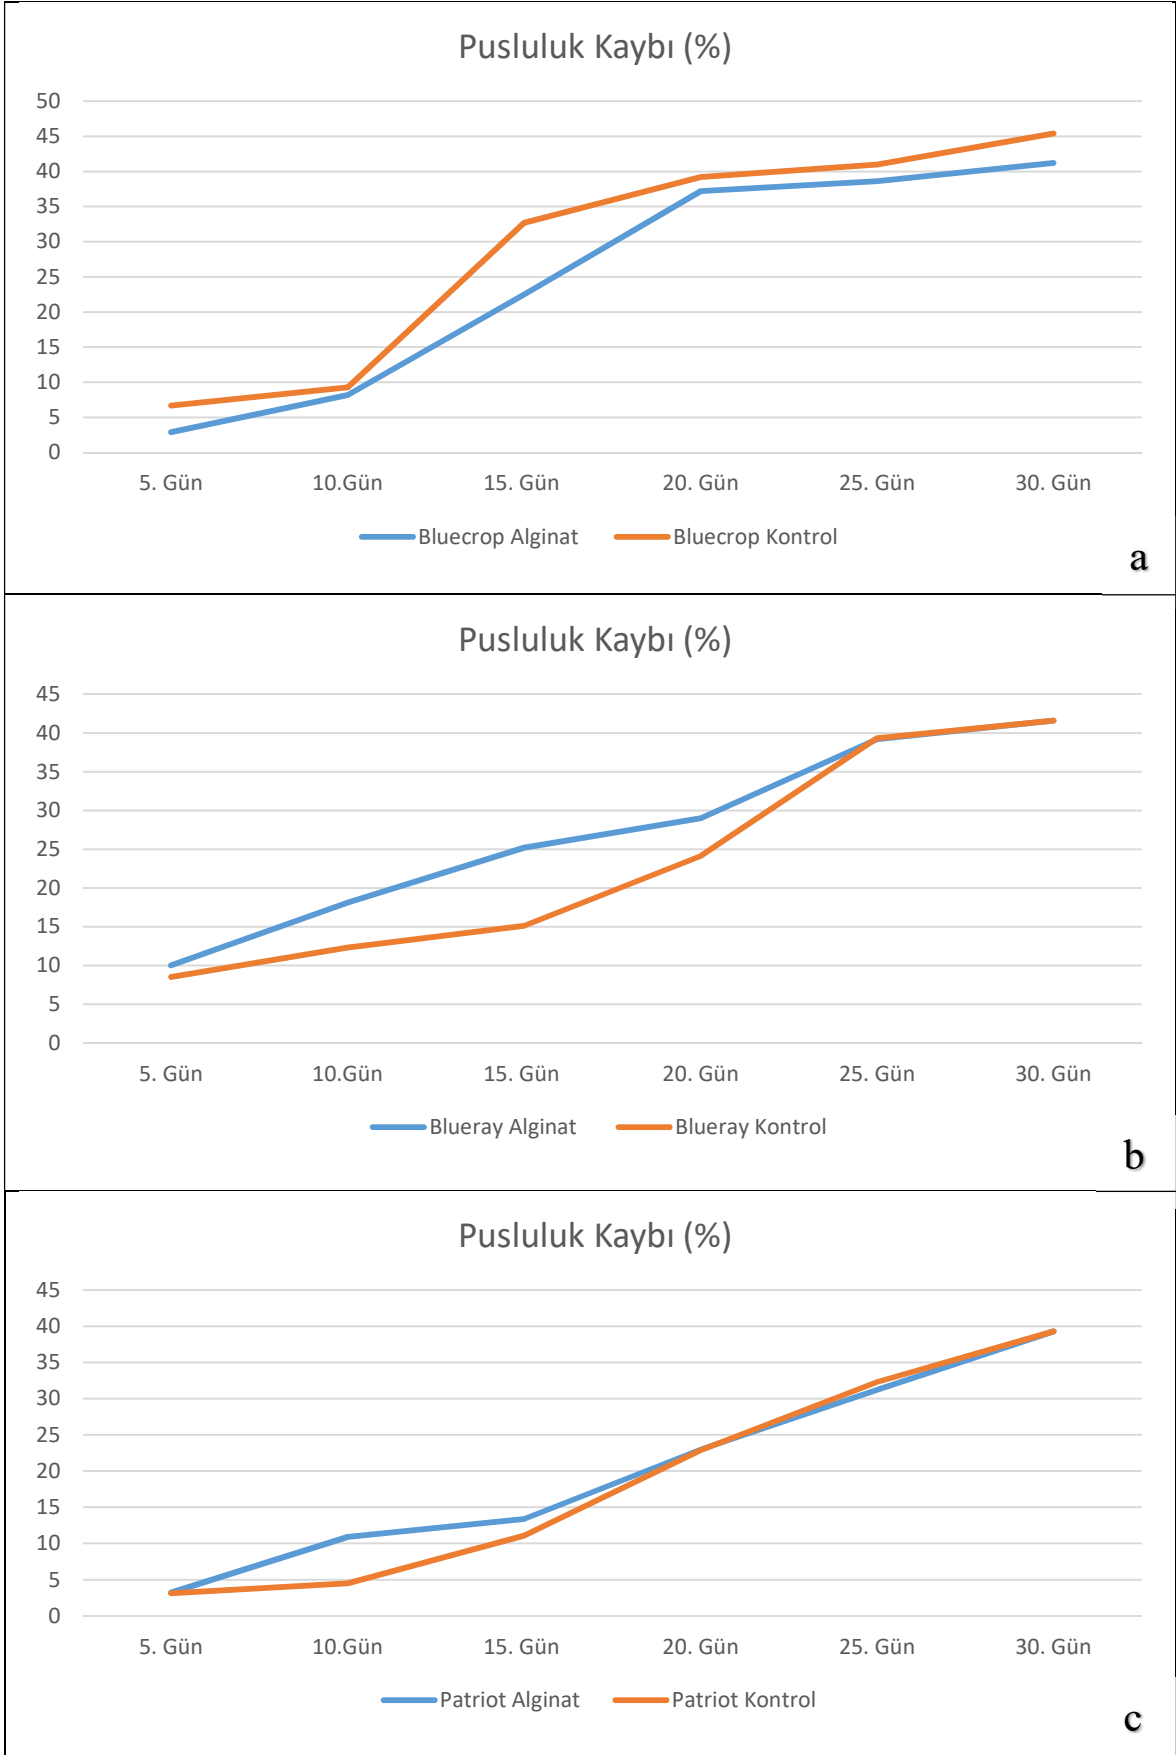 Pusluluk Kaybı (%)
50
45
40
35
30
25
20
15
10
5
0
5. Gün 10.Gün 15. Gün 20. Gün 25. Gün 30. Gün
Bluecrop Alginat Bluecrop Kontrol
a
Pusluluk Kaybı (%)
45
40
35
30
25
20
15
10
5
0
5. Gün 10.Gün 15. Gün 20. Gün 25. Gün 30. Gün
Blueray Alginat Blueray Kontrol
b
Pusluluk Kaybı (%)
45
40
35
30
25
20
15
10
5
0
5. Gün 10.Gün 15. Gün 20. Gün 25. Gün 30. Gün
Patriot Alginat Patriot Kontrol
c